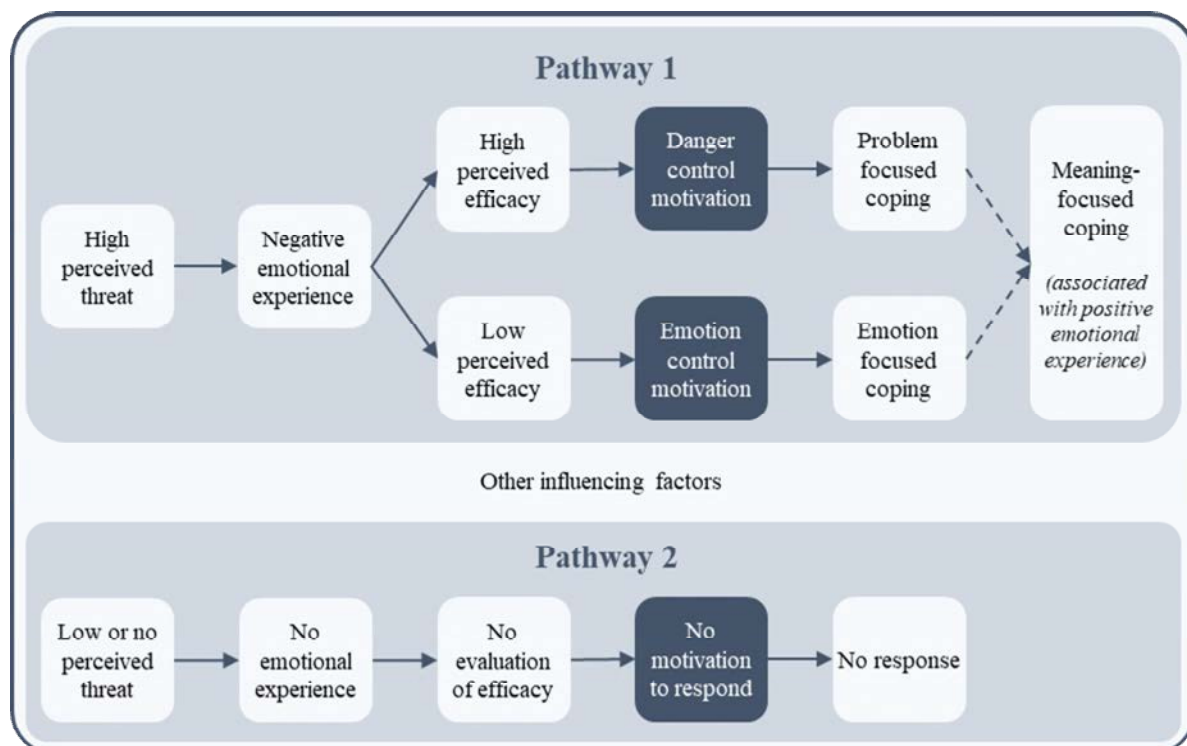 Pathway 1
High
perceived
threat
Negative
emotional
experience
High
perceived
efficacy
Danger
control
motivation
Problem
focused
coping
Low
perceived
efficacy
Emotion
control
motivation
Emotion
focused
coping
Meaning-
focused
coping
(associated
with positive
emotional
experience)
Other influencing factors
Pathway 2
Low or no
perceived
threat
No
emotional
experience
No
evaluation
of efficacy
No
motivation
to respond
No response